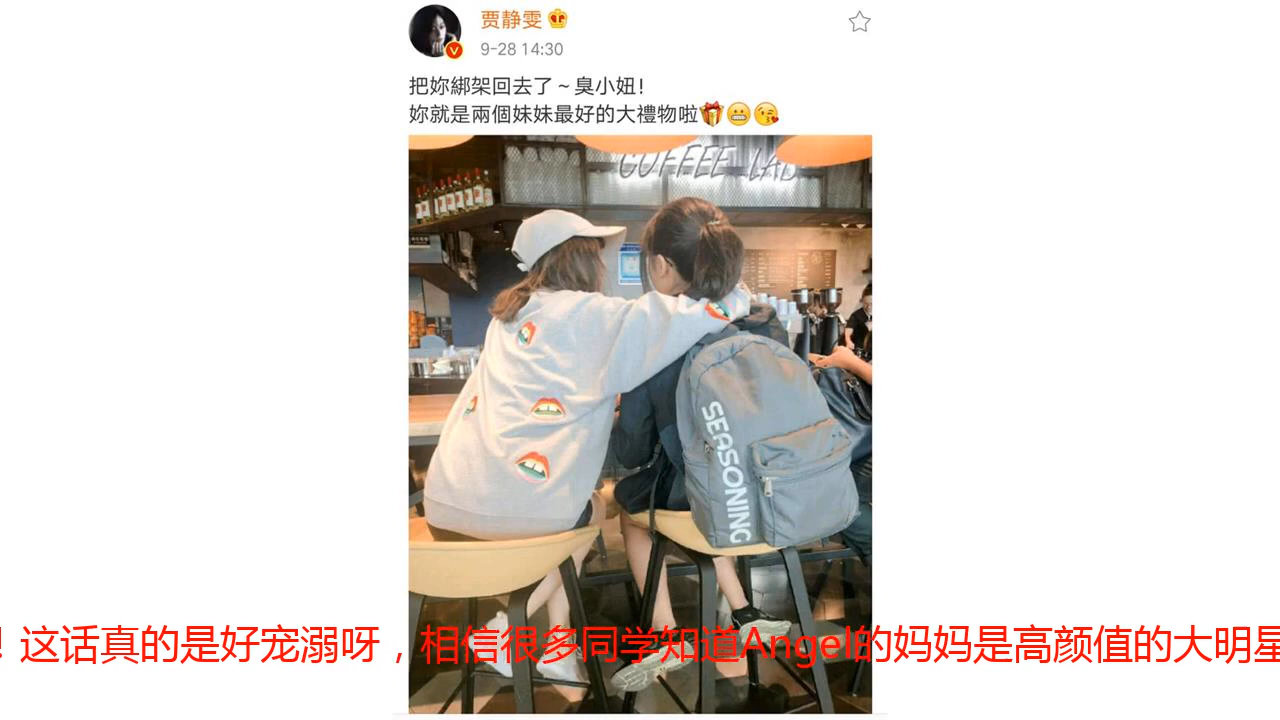 贾静雯
9-28 14:30
把妳綁架回去了～臭小妞!
妳就是兩個妹妹最好的大禮物啦
COFFEE LAB
SEASONING
！这话真的是好宠溺呀，相信很多同学知道Angel的妈妈是高颜值的大明星